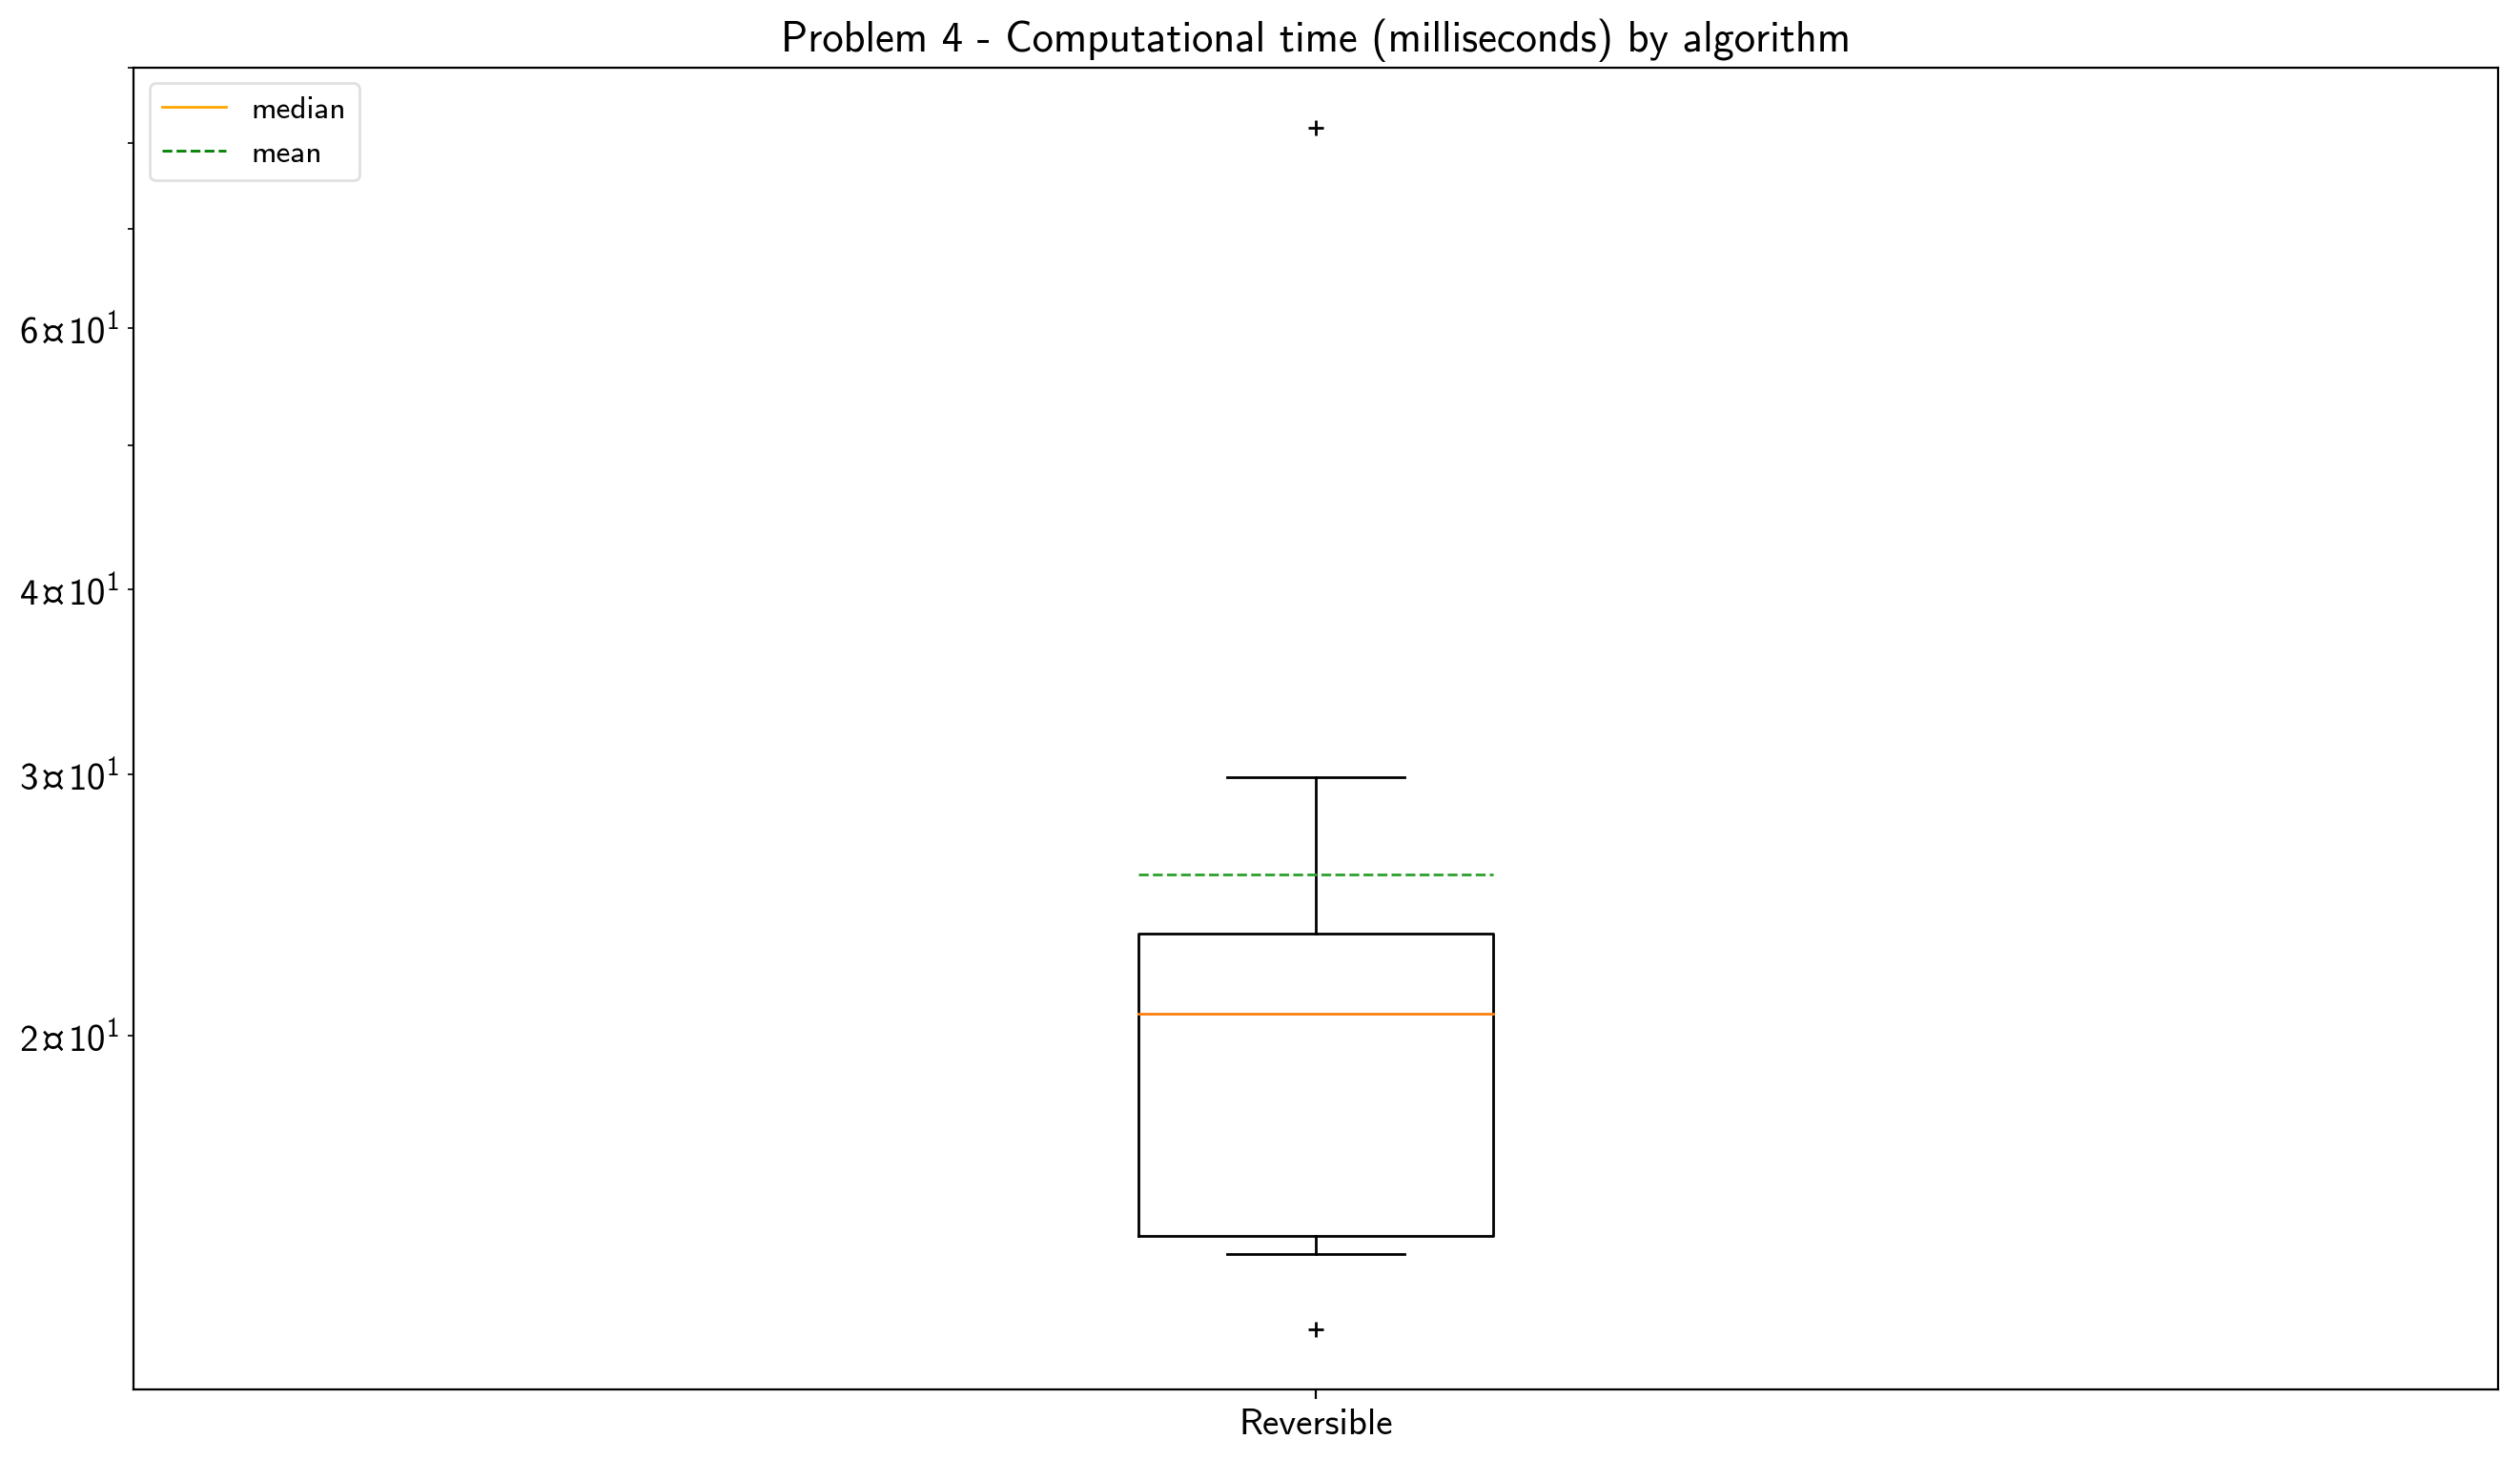 Problem 4 - Computational time (milliseconds) by algorithm
median
mean
6¤10¹
4¤10¹
3¤10¹
2¤10¹
Reversible